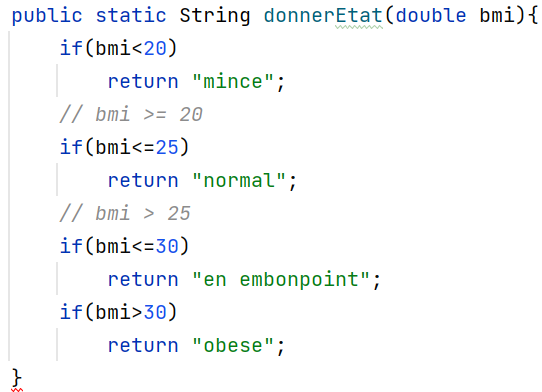 public static String donnerEtat(double bmi){
    if(bmi<20)
        return "mince";
    // bmi >= 20
    if(bmi<=25)
        return "normal";
    // bmi > 25
    if(bmi<=30)
        return "en embonpoint";
    if(bmi>30)
        return "obese";
}